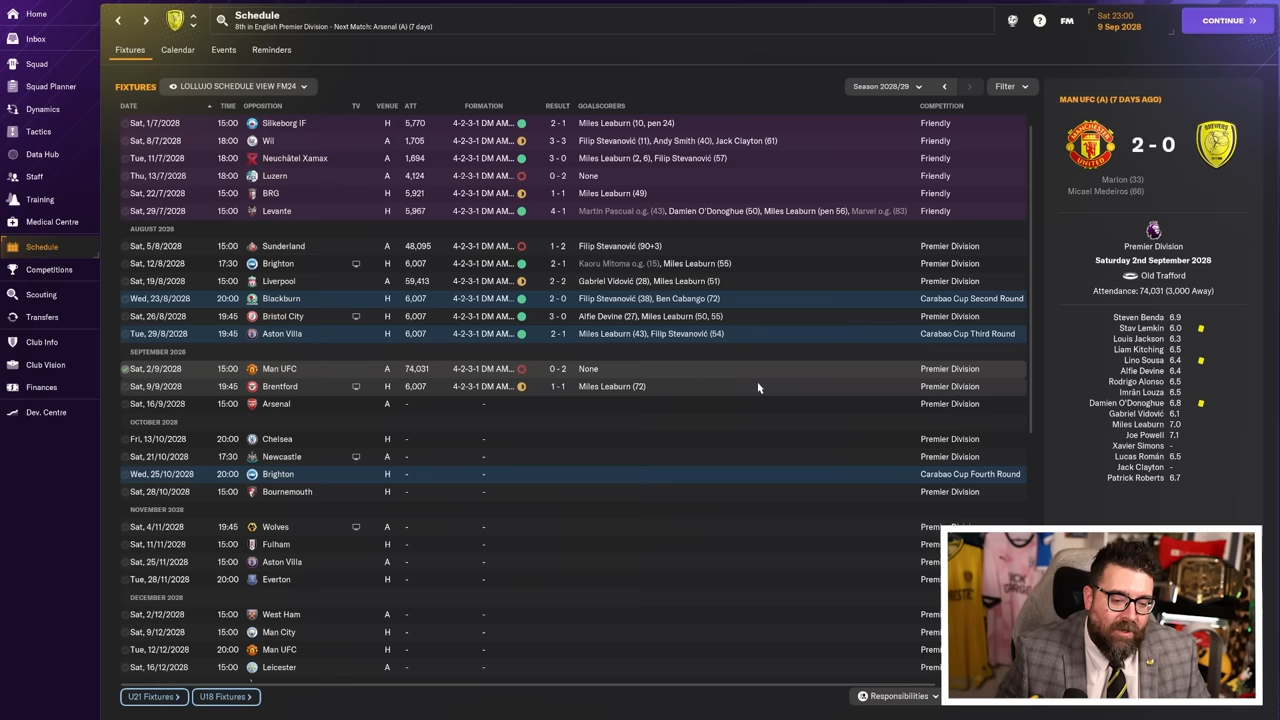 Home
Inbox
Squad
Squad Planner
Dynamics
Tactics
Data Hub
Staff
Training
Medical Centre
Schedule
Competitions
Scouting
Transfers
Club Info
Club Vision
Finances
Dev. Centre
Schedule
8th in English Premier Division - Next Match: Arsenal (A) (7 days)
FM
Sat 23:00
9 Sep 2028
CONTINUE
Fixtures Calendar Events Reminders
FIXTURES LOLLUJO SCHEDULE VIEW FM24 Season 2028/29 Filter
DATE TIME OPPOSITION TV VENUE ATT FORMATION RESULT GOALSCORERS COMPETITION
Sat, 1/7/2028 15:00 Silkeborg IF H 5,770 4-2-3-1 DM AM... 2 - 1 Miles Leaburn (10, pen 24) Friendly
Sat, 8/7/2028 18:00 Wil A 1,705 4-2-3-1 DM AM... 3 - 3 Filip Stevanović (11), Andy Smith (40), Jack Clayton (61) Friendly
Tue, 11/7/2028 18:00 Neuchâtel Xamax A 1,694 4-2-3-1 DM AM... 3 - 0 Miles Leaburn (2, 6), Filip Stevanović (57) Friendly
Thu, 13/7/2028 18:00 Luzern A 4,124 4-2-3-1 DM AM... 0 - 2 None Friendly
Sat, 22/7/2028 15:00 BRG H 5,921 4-2-3-1 DM AM... 1 - 1 Miles Leaburn (49) Friendly
Sat, 29/7/2028 15:00 Levante H 5,967 4-2-3-1 DM AM... 4 - 1 Martín Pascual o.g. (43), Damien O'Donoghue (50), Miles Leaburn (pen 56), Marvel o.g. (83) Friendly
AUGUST 2028
Sat, 5/8/2028 15:00 Sunderland A 48,095 4-2-3-1 DM AM... 1 - 2 Filip Stevanović (90+3) Premier Division
Sat, 12/8/2028 17:30 Brighton H 6,007 4-2-3-1 DM AM... 2 - 1 Kaoru Mitoma o.g. (15), Miles Leaburn (55) Premier Division
Sat, 19/8/2028 15:00 Liverpool A 59,413 4-2-3-1 DM AM... 2 - 2 Gabriel Vidović (28), Miles Leaburn (51) Premier Division
Wed, 23/8/2028 20:00 Blackburn H 6,007 4-2-3-1 DM AM... 2 - 0 Filip Stevanović (38), Ben Cabango (72) Carabao Cup Second Round
Sat, 26/8/2028 19:45 Bristol City H 6,007 4-2-3-1 DM AM... 3 - 0 Alfie Devine (27), Miles Leaburn (50, 55) Premier Division
Tue, 29/8/2028 19:45 Aston Villa H 6,007 4-2-3-1 DM AM... 2 - 1 Miles Leaburn (43), Filip Stevanović (54) Carabao Cup Third Round
SEPTEMBER 2028
Sat, 2/9/2028 15:00 Man UFC A 74,031 4-2-3-1 DM AM... 0 - 2 None Premier Division
Sat, 9/9/2028 19:45 Brentford H 6,007 4-2-3-1 DM AM... 1 - 1 Miles Leaburn (72) Premier Division
Sat, 16/9/2028 15:00 Arsenal A - - Premier Division
OCTOBER 2028
Fri, 13/10/2028 20:00 Chelsea H - - Premier Division
Sat, 21/10/2028 17:30 Newcastle A - - Premier Division
Wed, 25/10/2028 20:00 Brighton H - - Carabao Cup Fourth Round
Sat, 28/10/2028 15:00 Bournemouth H - - Premier Division
NOVEMBER 2028
Sat, 4/11/2028 19:45 Wolves A - - Premi
Sat, 11/11/2028 15:00 Fulham H - - Premi
Sat, 25/11/2028 15:00 Aston Villa A - - Premi
Tue, 28/11/2028 20:00 Everton H - - Premi
DECEMBER 2028
Sat, 2/12/2028 15:00 West Ham A - - Premi
Sat, 9/12/2028 15:00 Man City A - - Premi
Tue, 12/12/2028 20:00 Man UFC H - - Premi
Sat, 16/12/2028 15:00 Leicester A - - Premi
U21 Fixtures U18 Fixtures Responsibilities
MAN UFC (A) (7 DAYS AGO)
MANCHESTER UNITED 2 - 0 BREWERS
Marlon (33)
Micael Medeiros (66)
Premier Division
Saturday 2nd September 2028
Old Trafford
Attendance: 74,031 (3,000 Away)
Steven Benda 6.9
Stav Lemkin 6.0
Louis Jackson 6.3
Liam Kitching 6.5
Lino Sousa 6.4
Alfie Devine 6.4
Rodrigo Alonso 6.5
Imrân Louza 6.5
Damien O'Donoghue 6.8
Gabriel Vidović 6.1
Miles Leaburn 7.0
Joe Powell 7.1
Xavier Simons -
Lucas Román 6.5
Jack Clayton -
Patrick Roberts 6.7